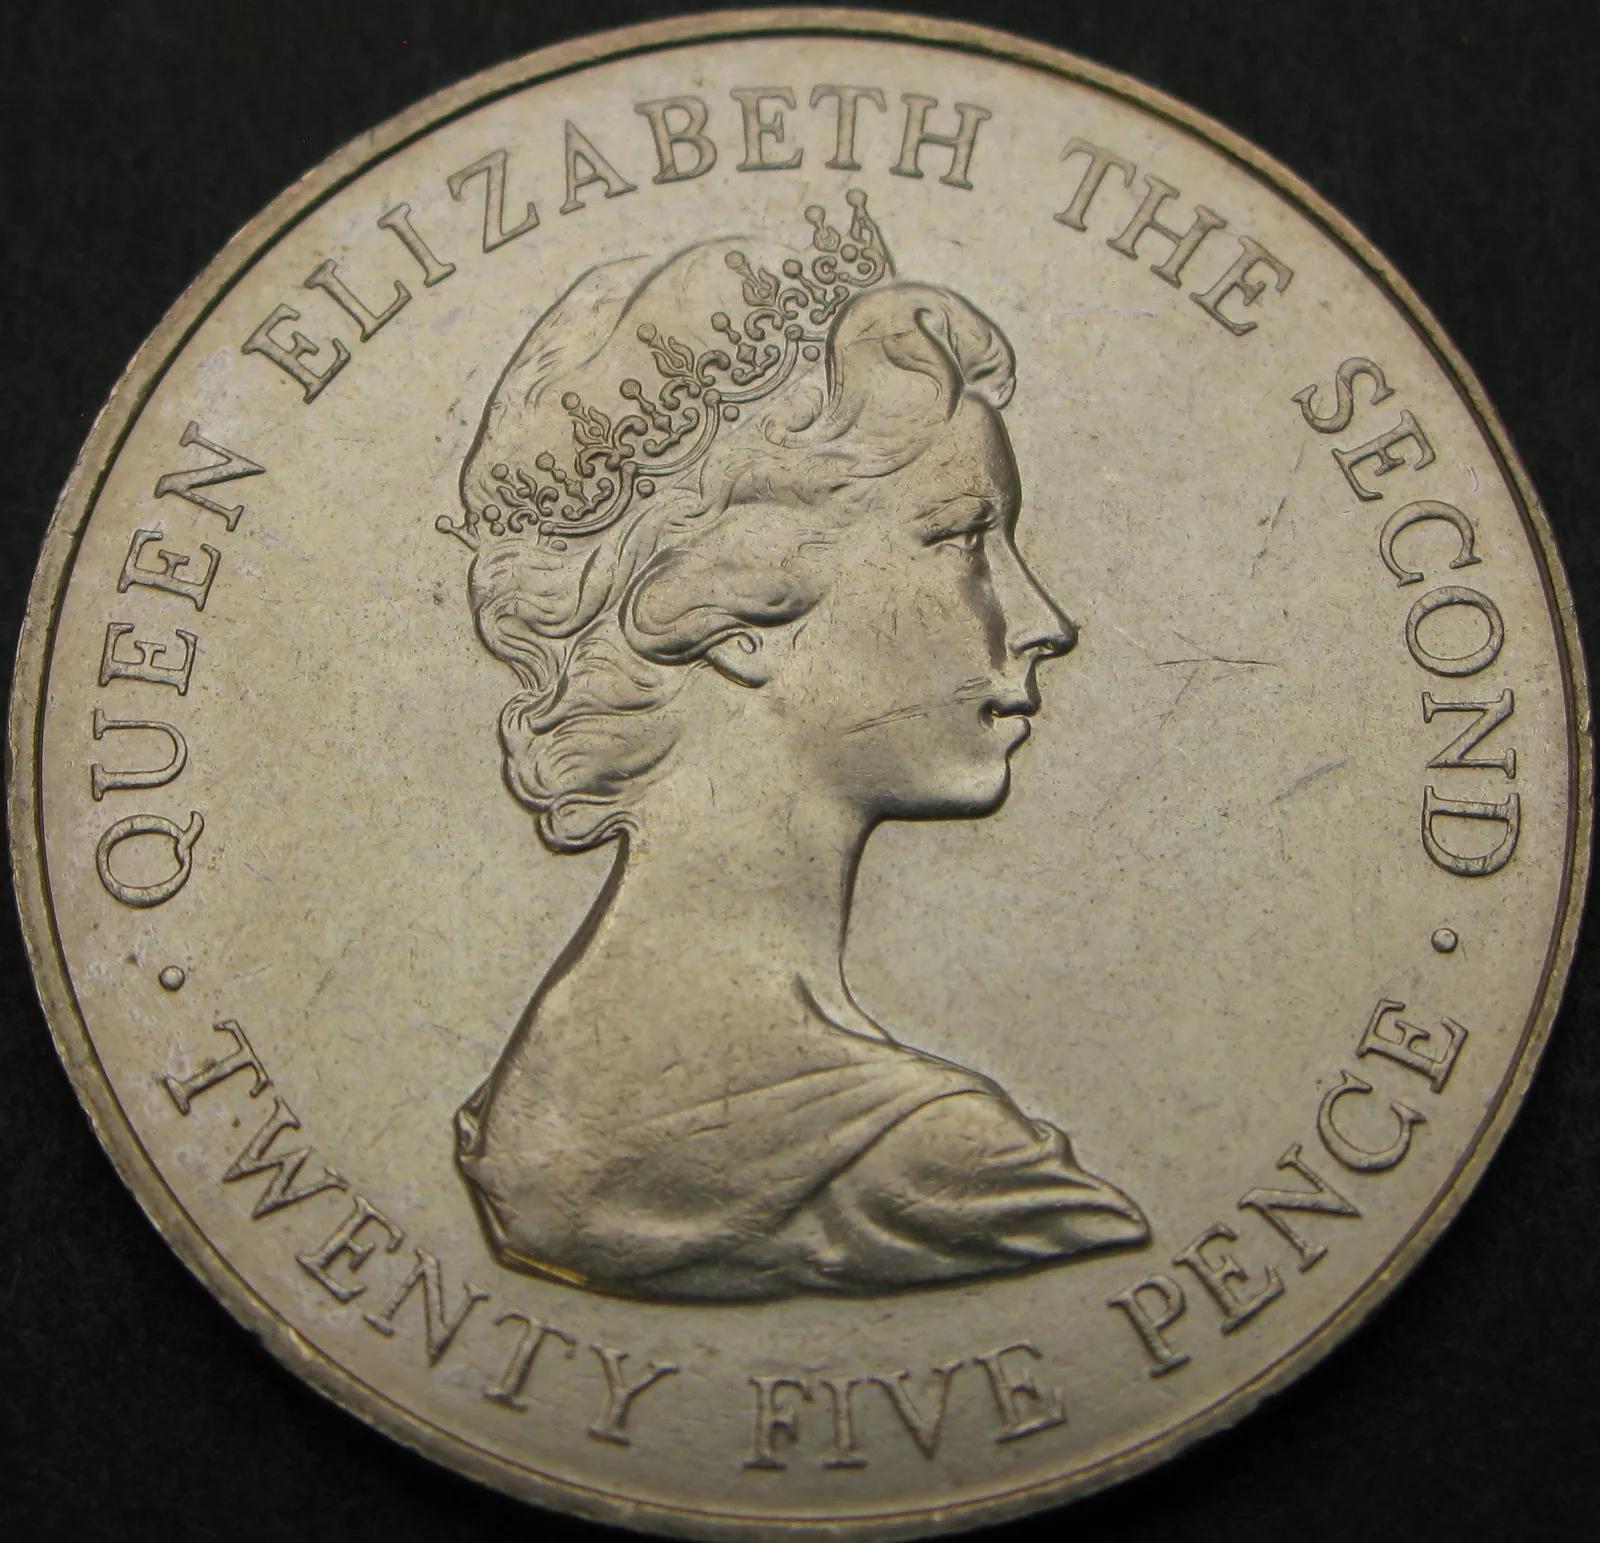 · QUEEN ELIZABETH THE SECOND ·
TWENTY FIVE PENCE